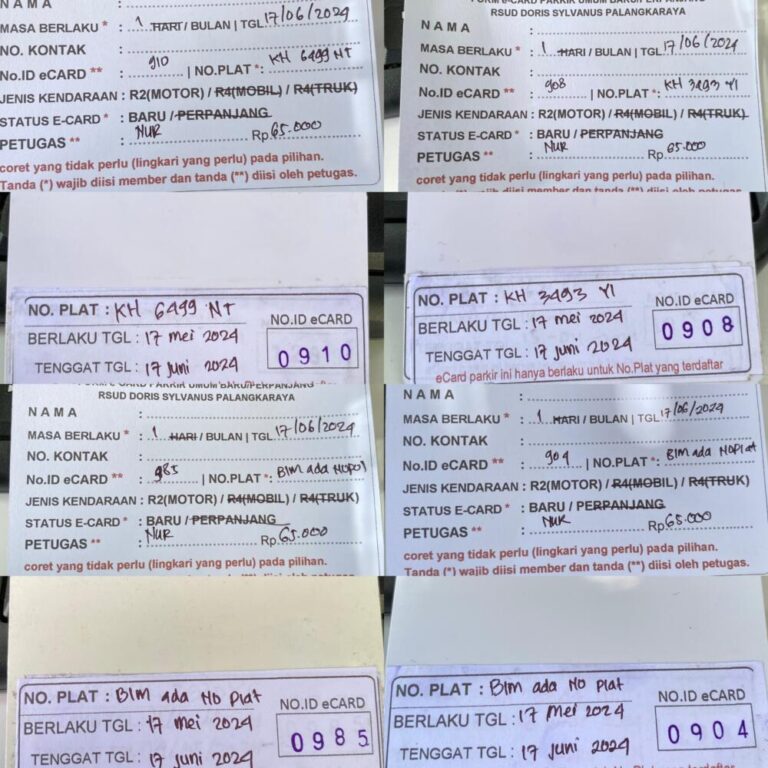 N A M A :
MASA BERLAKU * : 1 HARI / BULAN | TGL 17/06/2024
NO. KONTAK :
No.ID eCARD ** : 910 | NO.PLAT *: KH 6499 NT
JENIS KENDARAAN : R2(MOTOR) / R4(MOBIL) / R4(TRUK)
STATUS E-CARD * : BARU / PERPANJANG
PETUGAS ** : NUR Rp. 65.000
coret yang tidak perlu (lingkari yang perlu) pada pilihan.
Tanda (*) wajib diisi member dan tanda (**) diisi oleh petugas.
RSUD DORIS SYLVANUS PALANGKARAYA
N A M A :
MASA BERLAKU * : 1 HARI / BULAN | TGL 17/06/2024
NO. KONTAK :
No.ID eCARD ** : 908 | NO.PLAT *: KH 3493 YI
JENIS KENDARAAN : R2(MOTOR) / R4(MOBIL) / R4(TRUK)
STATUS E-CARD * : BARU / PERPANJANG
PETUGAS ** : NUR Rp. 65.000
coret yang tidak perlu (lingkari yang perlu) pada pilihan.
Tanda (*) wajib diisi member dan tanda (**) diisi oleh petugas.
NO. PLAT : KH 6499 NT
BERLAKU TGL : 17 mei 2024
TENGGAT TGL : 17 juni 2024
NO.ID eCARD
0910
NO. PLAT : KH 3493 YI
BERLAKU TGL : 17 mei 2024
TENGGAT TGL : 17 juni 2024
NO.ID eCARD
0908
eCard parkir ini hanya berlaku untuk No.Plat yang terdaftar
FORM E-CARD PARKIR UMUM BARU/PERPANJANG
RSUD DORIS SYLVANUS PALANGKARAYA
N A M A :
MASA BERLAKU * : 1 HARI / BULAN | TGL 17/06/2024
NO. KONTAK :
No.ID eCARD ** : 985 | NO.PLAT *: Blm ada NOPOl
JENIS KENDARAAN : R2(MOTOR) / R4(MOBIL) / R4(TRUK)
STATUS E-CARD * : BARU / PERPANJANG
PETUGAS ** : NUR Rp. 65.000
coret yang tidak perlu (lingkari yang perlu) pada pilihan.
N A M A :
MASA BERLAKU * : 1 HARI / BULAN | TGL 17/06/2024
NO. KONTAK :
No.ID eCARD ** : 904 | NO.PLAT *: Blm ada NOPlat
JENIS KENDARAAN : R2(MOTOR) / R4(MOBIL) / R4(TRUK)
STATUS E-CARD * : BARU / PERPANJANG
PETUGAS ** : NUR Rp. 65.000
coret yang tidak perlu (lingkari yang perlu) pada pilihan.
Tanda (*) wajib diisi member dan tanda (**) diisi oleh petugas.
NO. PLAT : Blm ada NO Plat
BERLAKU TGL : 17 mei 2024
TENGGAT TGL : 17 juni 2024
NO.ID eCARD
0985
NO. PLAT : Blm ada NO Plat
BERLAKU TGL : 17 mei 2024
TENGGAT TGL : 17 juni 2024
NO.ID eCARD
0904